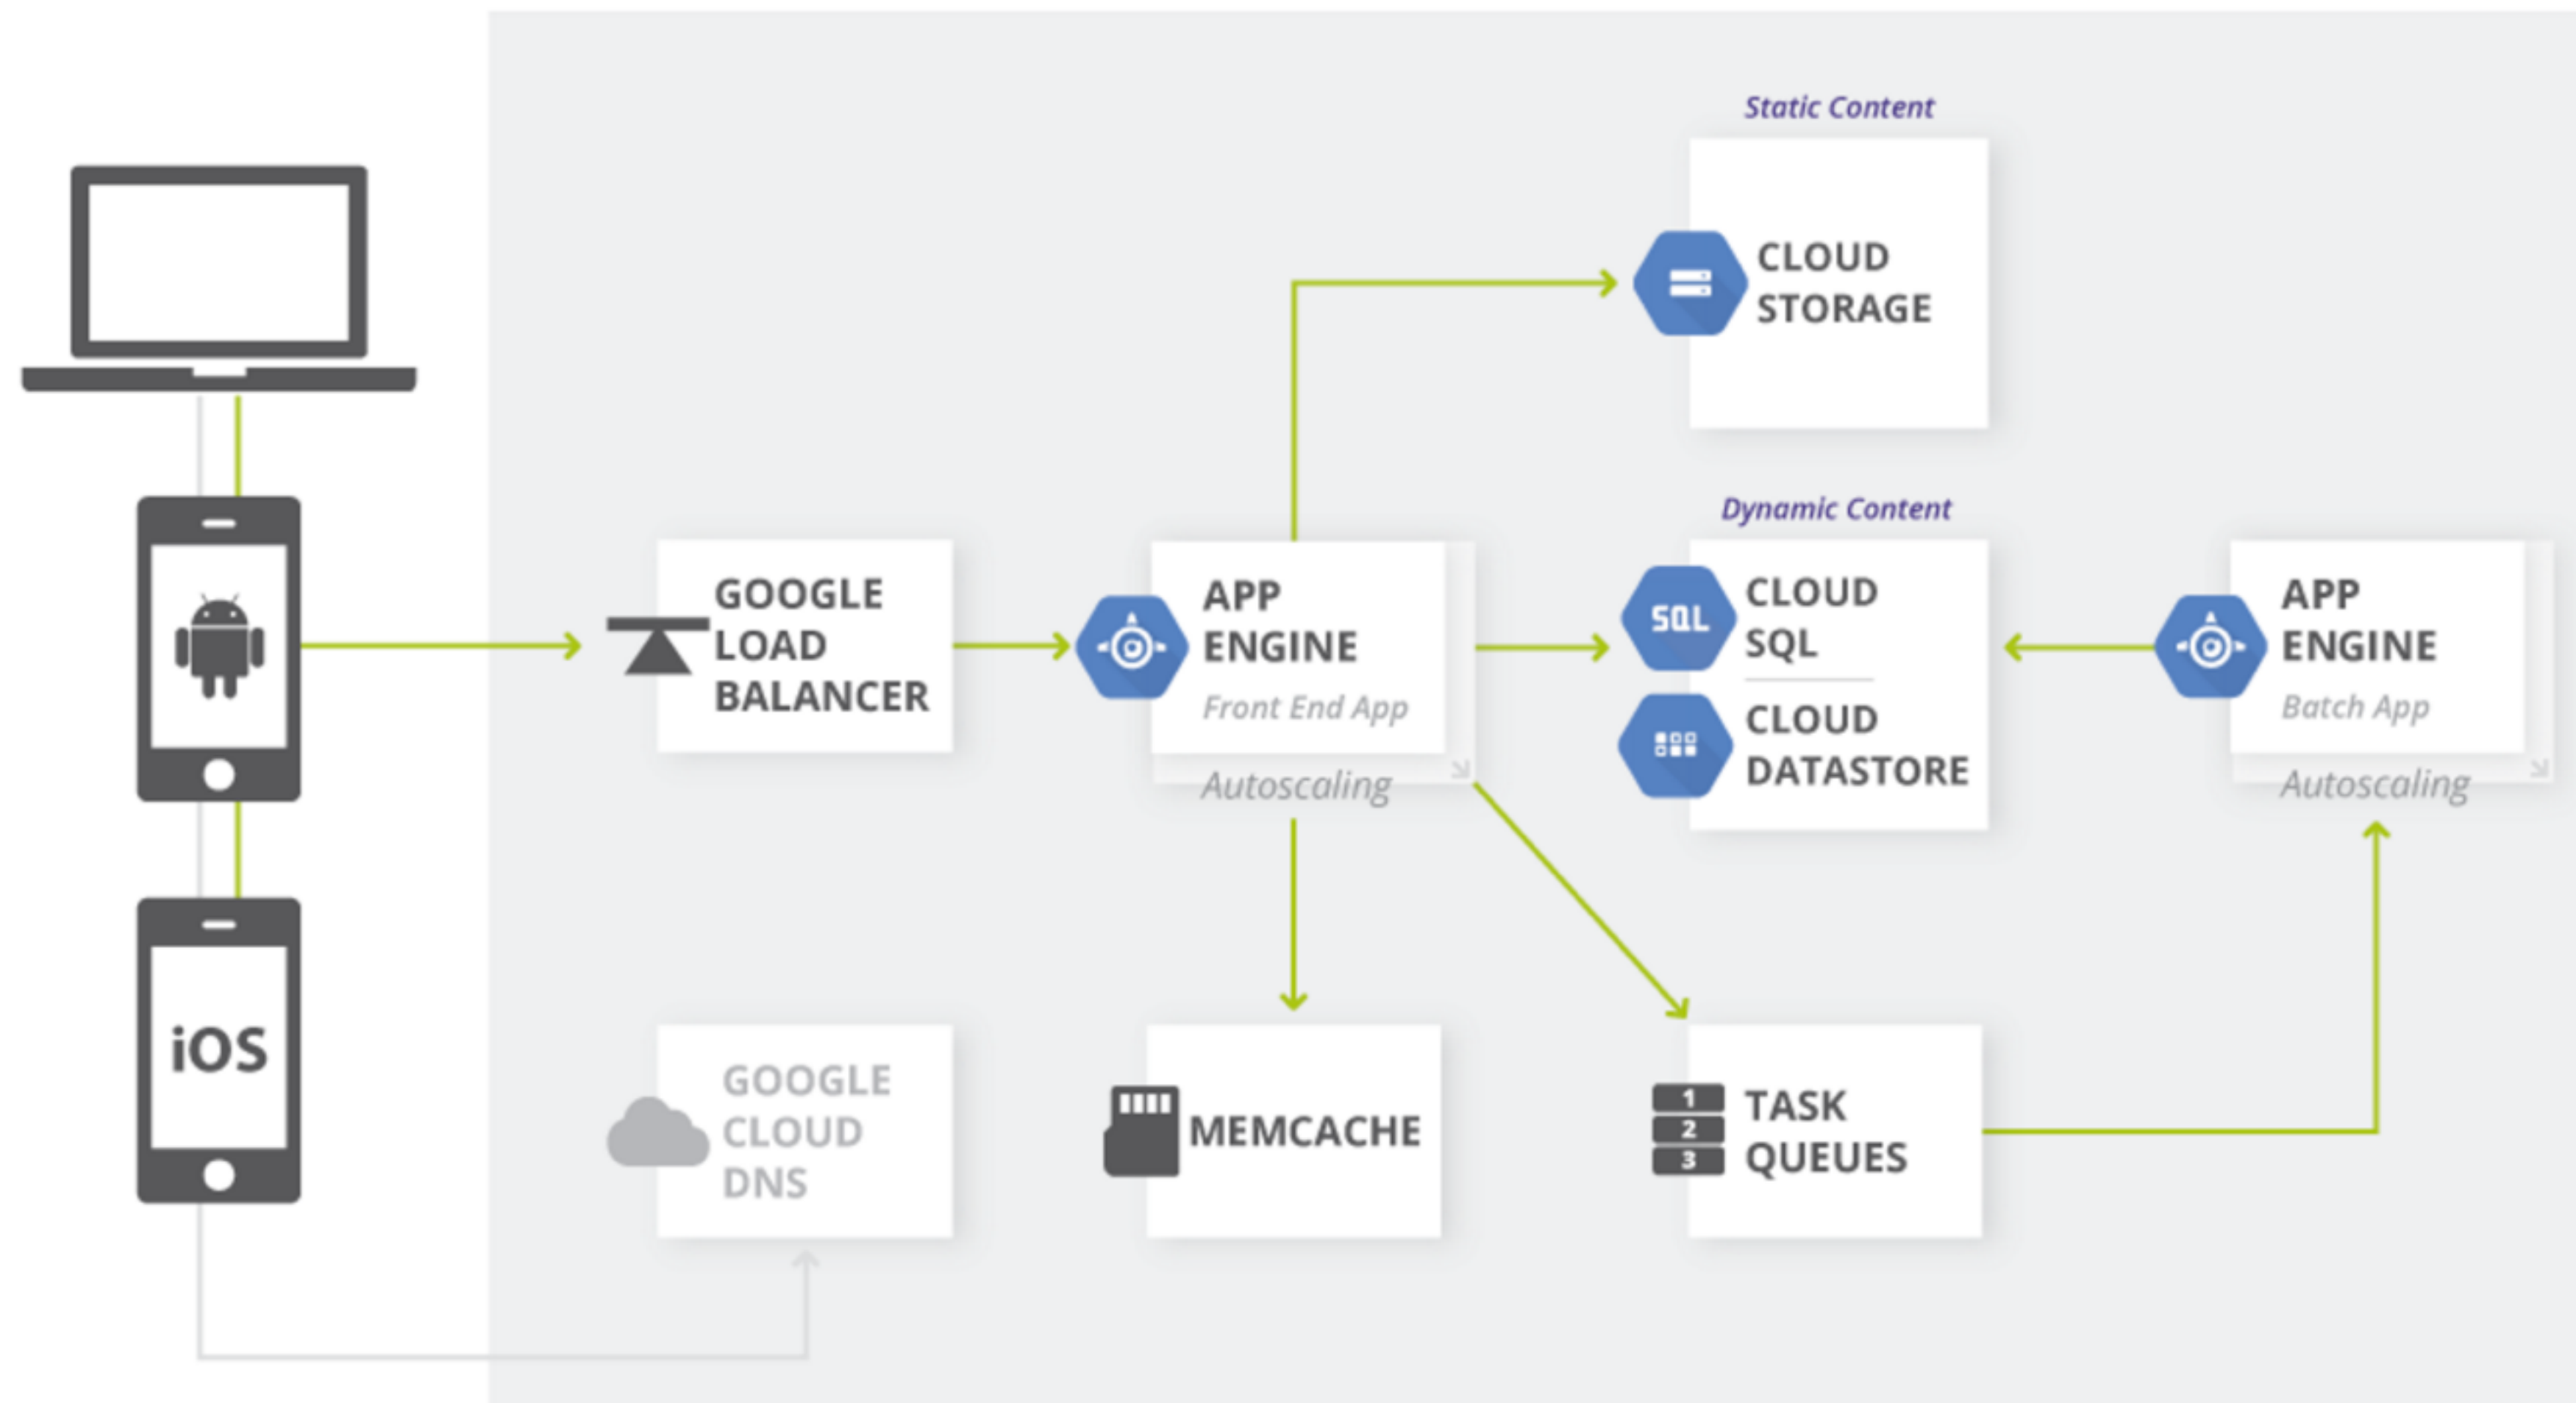 Static Content
CLOUD
STORAGE
Dynamic Content
GOOGLE
LOAD
BALANCER
APP
ENGINE
Front End App
Autoscaling
SQL
CLOUD
SQL
CLOUD
DATASTORE
APP
ENGINE
Batch App
Autoscaling
iOS
GOOGLE
CLOUD
DNS
MEMCACHE
1
2
3
TASK
QUEUES